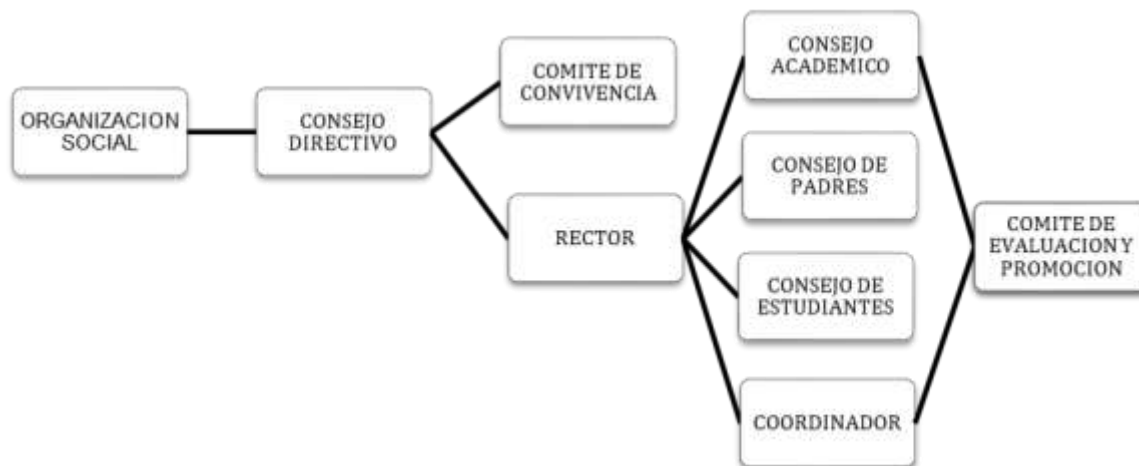 ORGANIZACION
SOCIAL
CONSEJO
DIRECTIVO
COMITE DE
CONVIVENCIA
RECTOR
CONSEJO
ACADEMICO
CONSEJO DE
PADRES
CONSEJO DE
ESTUDIANTES
COORDINADOR
COMITE DE
EVALUACION Y
PROMOCION